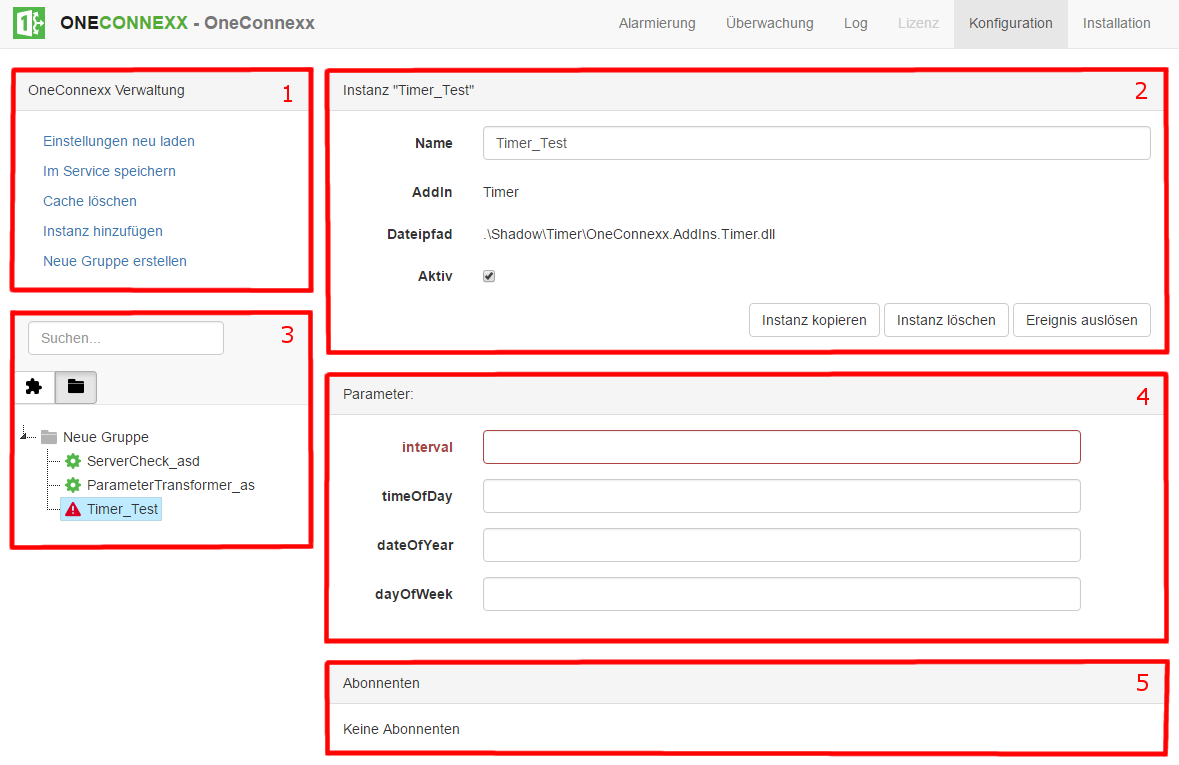 ONECONNEXX - OneConnexx
Alarmierung Überwachung Log Lizenz Konfiguration Installation
OneConnexx Verwaltung 1
Einstellungen neu laden
Im Service speichern
Cache löschen
Instanz hinzufügen
Neue Gruppe erstellen
Instanz "Timer_Test" 2
Name Timer_Test
AddIn Timer
Dateipfad .\Shadow\Timer\OneConnexx.AddIns.Timer.dll
Aktiv
Instanz kopieren Instanz löschen Ereignis auslösen
Suchen... 3
Neue Gruppe
ServerCheck_asd
ParameterTransformer_as
Timer_Test
Parameter: 4
interval
timeOfDay
dateOfYear
dayOfWeek
Abonnenten 5
Keine Abonnenten